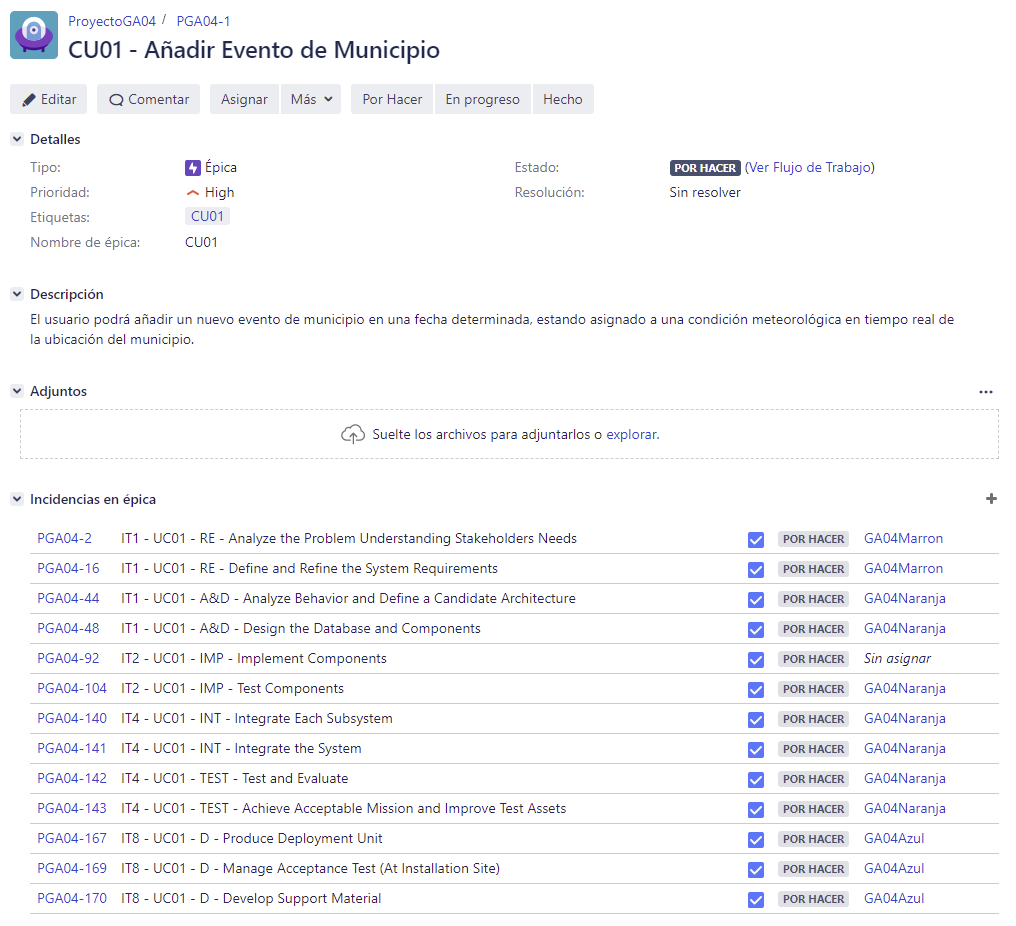 ProyectoGA04 / PGA04-1
CU01 - Añadir Evento de Municipio
Editar Comentar Asignar Más Por Hacer En progreso Hecho
Detalles
Tipo: Épica Estado: POR HACER (Ver Flujo de Trabajo)
Prioridad: High Resolución: Sin resolver
Etiquetas: CU01
Nombre de épica: CU01
Descripción
El usuario podrá añadir un nuevo evento de municipio en una fecha determinada, estando asignado a una condición meteorológica en tiempo real de
la ubicación del municipio.
Adjuntos
Suelte los archivos para adjuntarlos o explorar.
Incidencias en épica
PGA04-2 IT1 - UC01 - RE - Analyze the Problem Understanding Stakeholders Needs POR HACER GA04Marron
PGA04-16 IT1 - UC01 - RE - Define and Refine the System Requirements POR HACER GA04Marron
PGA04-44 IT1 - UC01 - A&D - Analyze Behavior and Define a Candidate Architecture POR HACER GA04Naranja
PGA04-48 IT1 - UC01 - A&D - Design the Database and Components POR HACER GA04Naranja
PGA04-92 IT2 - UC01 - IMP - Implement Components POR HACER Sin asignar
PGA04-104 IT2 - UC01 - IMP - Test Components POR HACER GA04Naranja
PGA04-140 IT4 - UC01 - INT - Integrate Each Subsystem POR HACER GA04Naranja
PGA04-141 IT4 - UC01 - INT - Integrate the System POR HACER GA04Naranja
PGA04-142 IT4 - UC01 - TEST - Test and Evaluate POR HACER GA04Naranja
PGA04-143 IT4 - UC01 - TEST - Achieve Acceptable Mission and Improve Test Assets POR HACER GA04Naranja
PGA04-167 IT8 - UC01 - D - Produce Deployment Unit POR HACER GA04Azul
PGA04-169 IT8 - UC01 - D - Manage Acceptance Test (At Installation Site) POR HACER GA04Azul
PGA04-170 IT8 - UC01 - D - Develop Support Material POR HACER GA04Azul